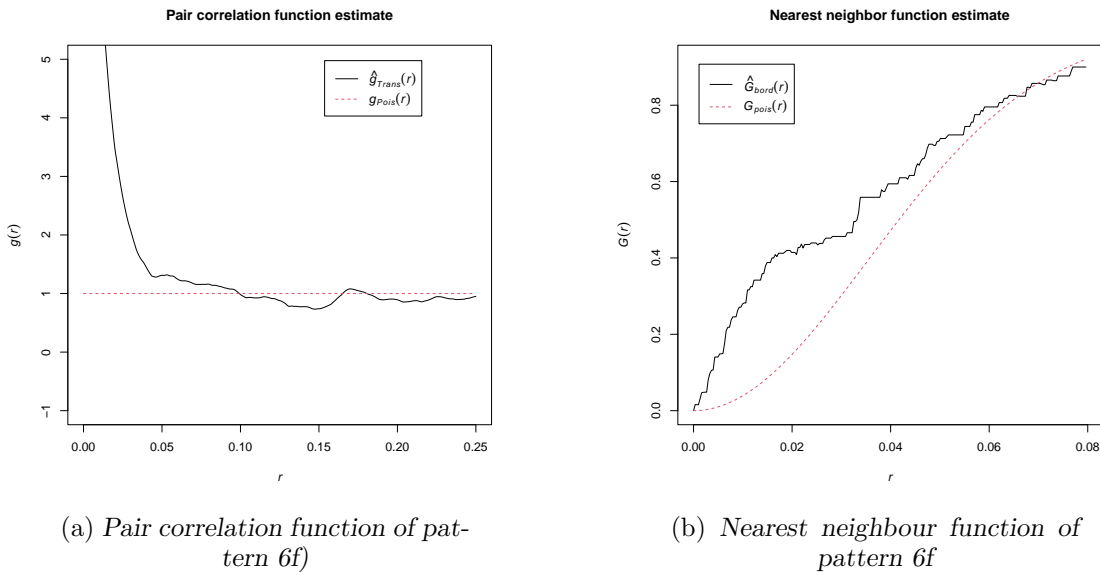 Pair correlation function estimate
g(r)
-1
0
1
2
3
4
5
ĝTrans(r)
gPois(r)
0.00 0.05 0.10 0.15 0.20 0.25
r
(a) Pair correlation function of pat-
tern 6f)
Nearest neighbor function estimate
G(r)
0.0
0.2
0.4
0.6
0.8
Ĝbord(r)
Gpois(r)
0.00 0.02 0.04 0.06 0.08
r
(b) Nearest neighbour function of
pattern 6f